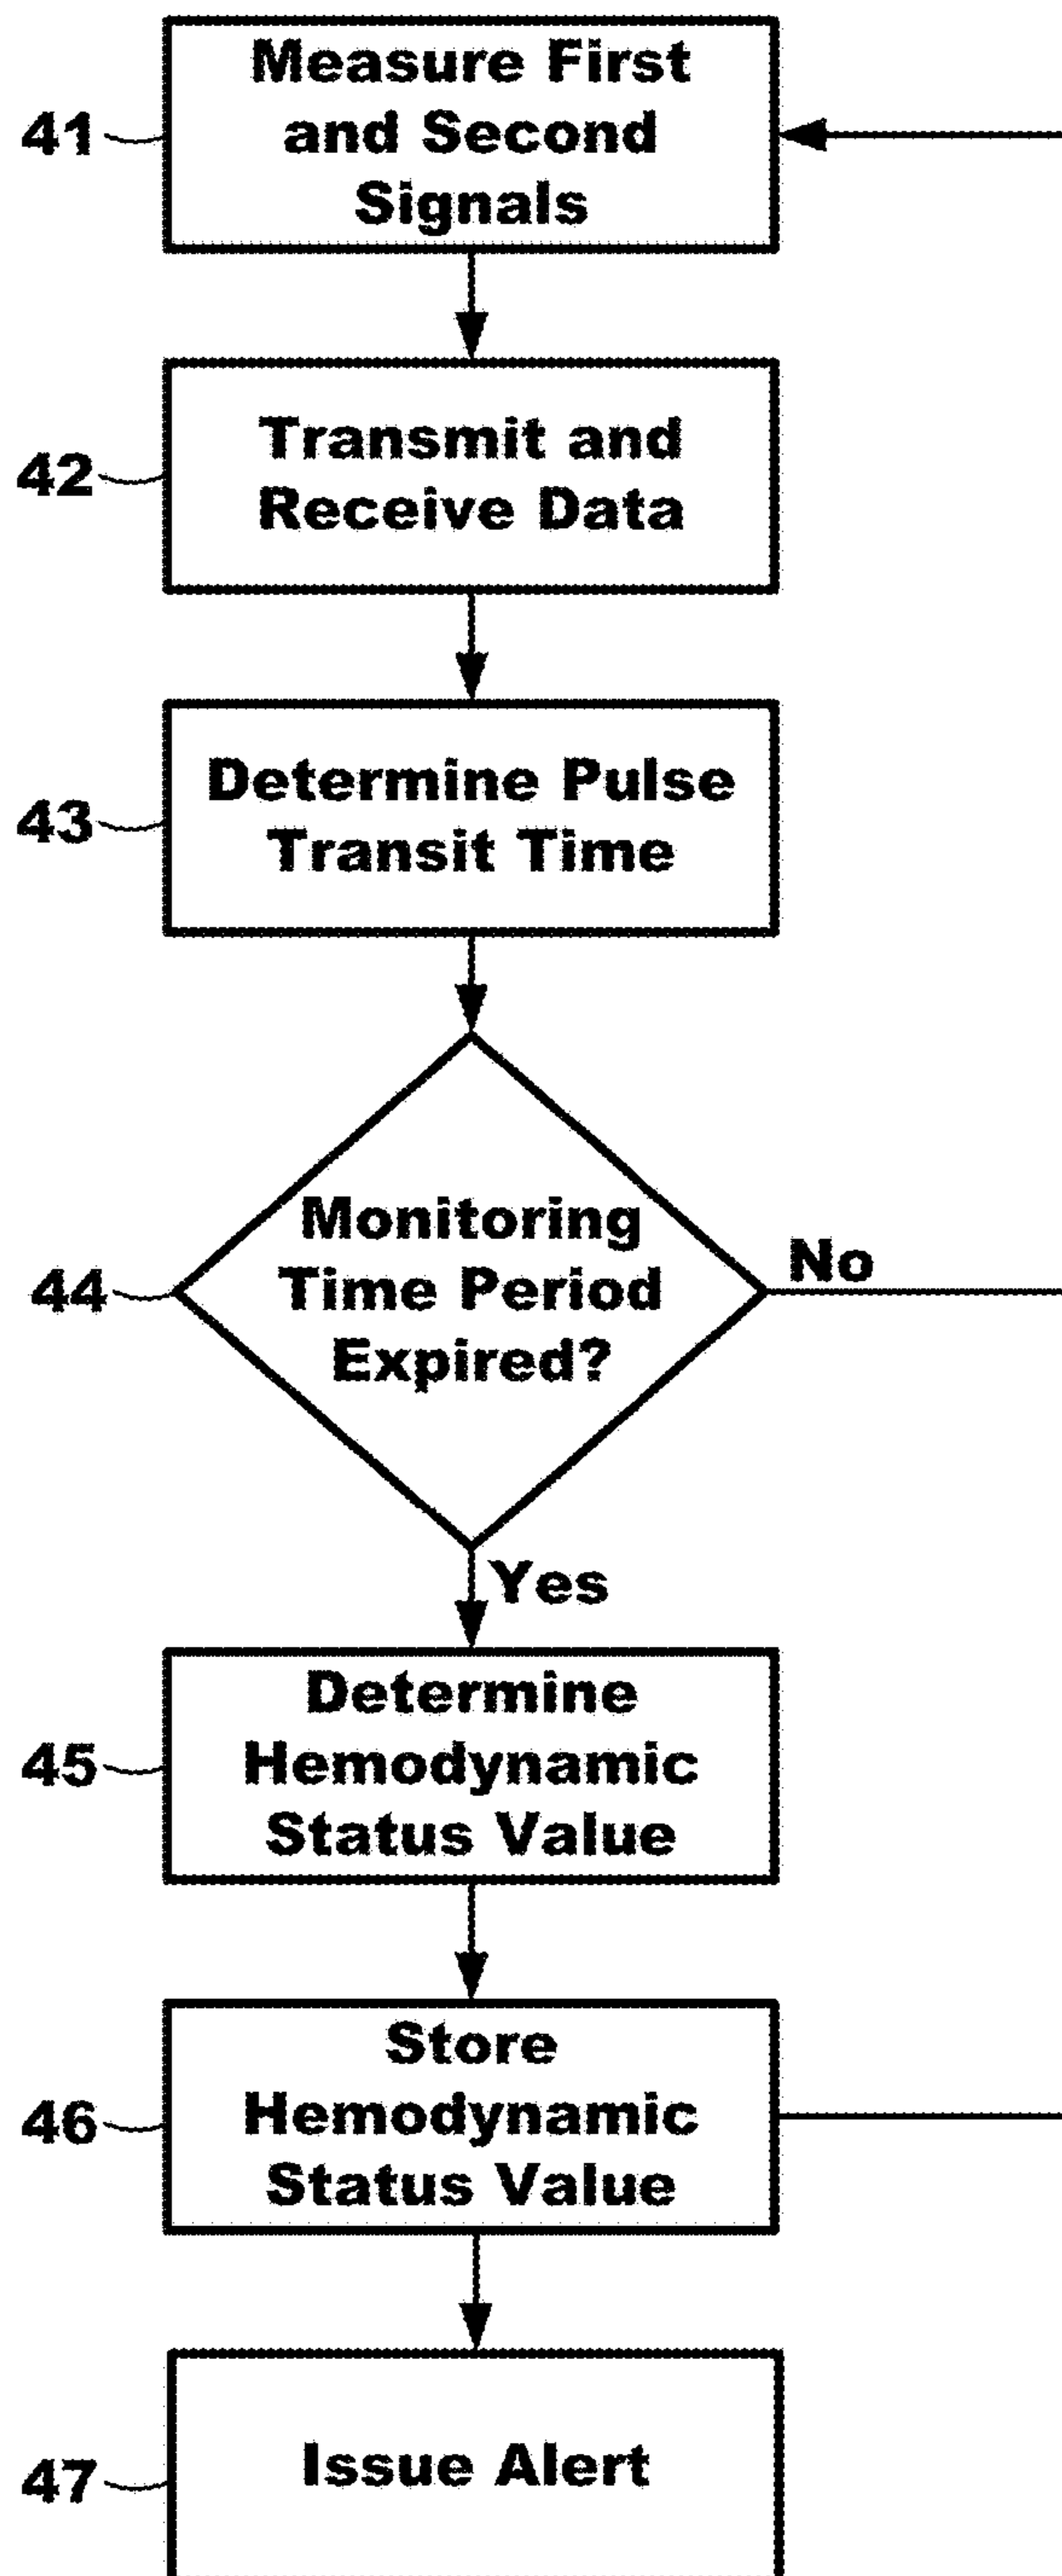 Measure First
and Second
Signals
41
Transmit and
Receive Data
42
Determine Pulse
Transit Time
43
Monitoring
Time Period
Expired?
44
No
Yes
Determine
Hemodynamic
Status Value
45
Store
Hemodynamic
Status Value
46
Issue Alert
47